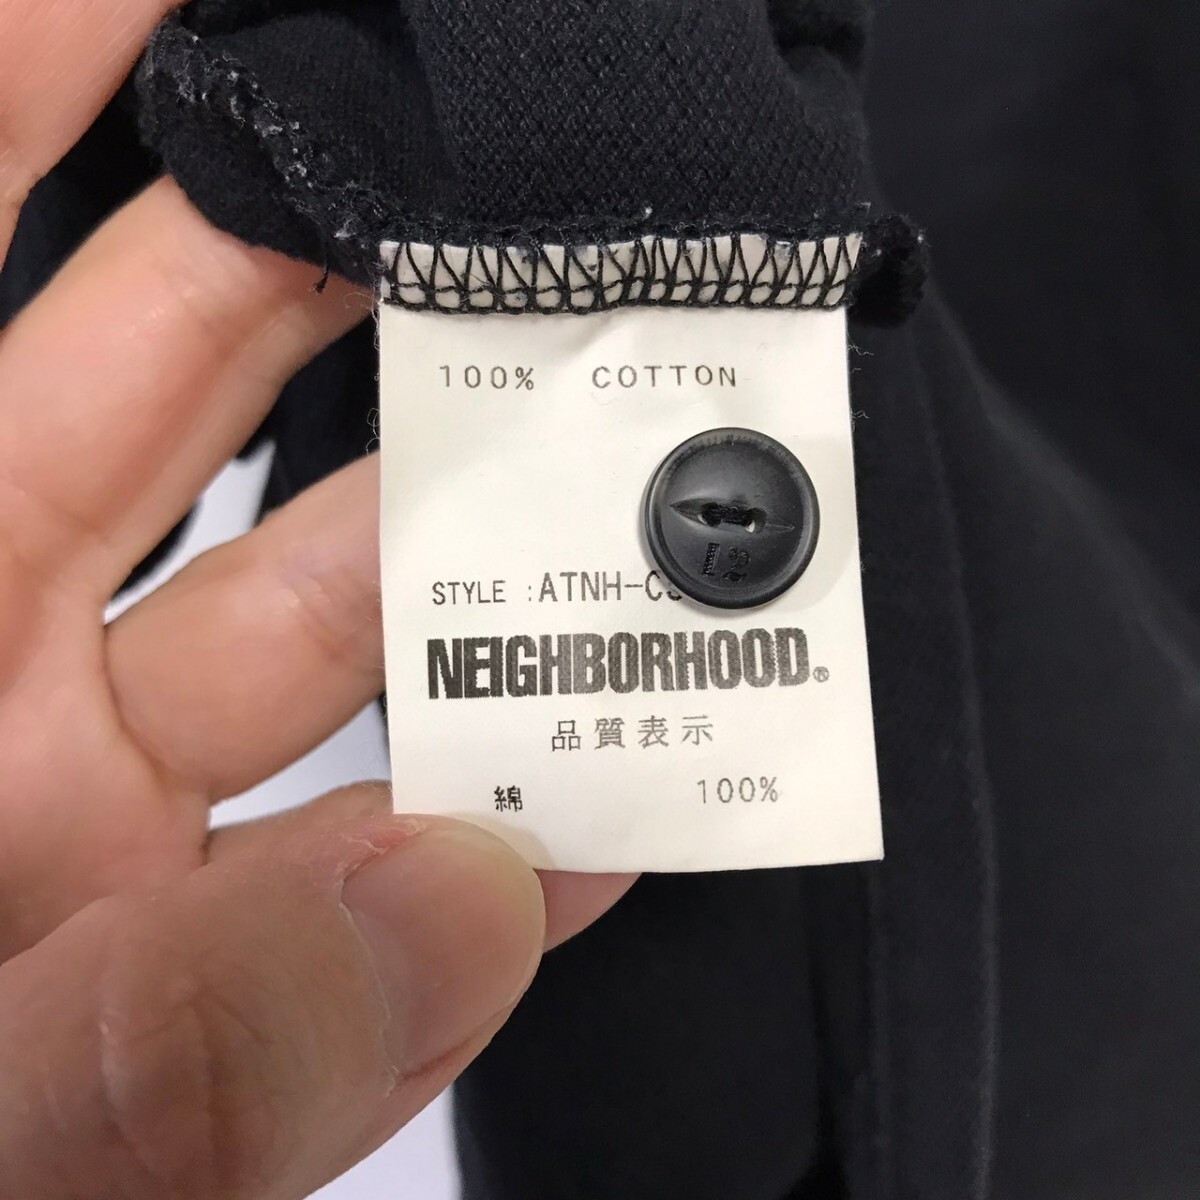 100% COTTON
STYLE :ATNH-C
NEIGHBORHOOD®
品質表示
綿 100%